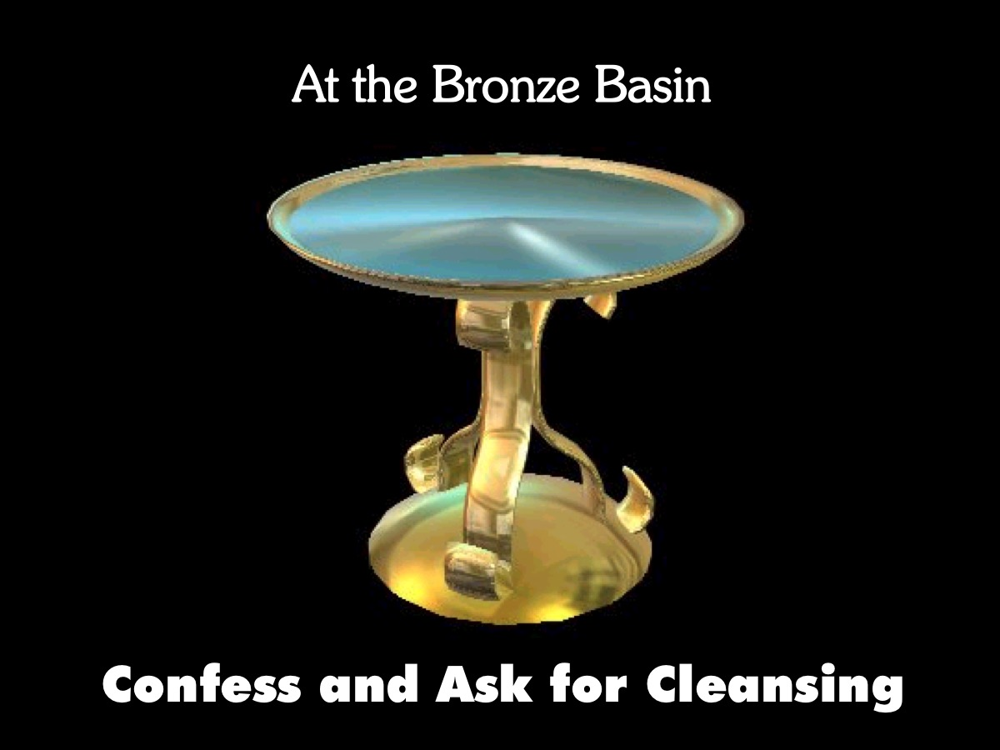 At the Bronze Basin
Confess and Ask for Cleansing